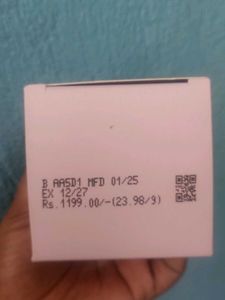 B AA5D1 MFD 01/25
EX 12/27
Rs.1199.00/-(23.98/g)